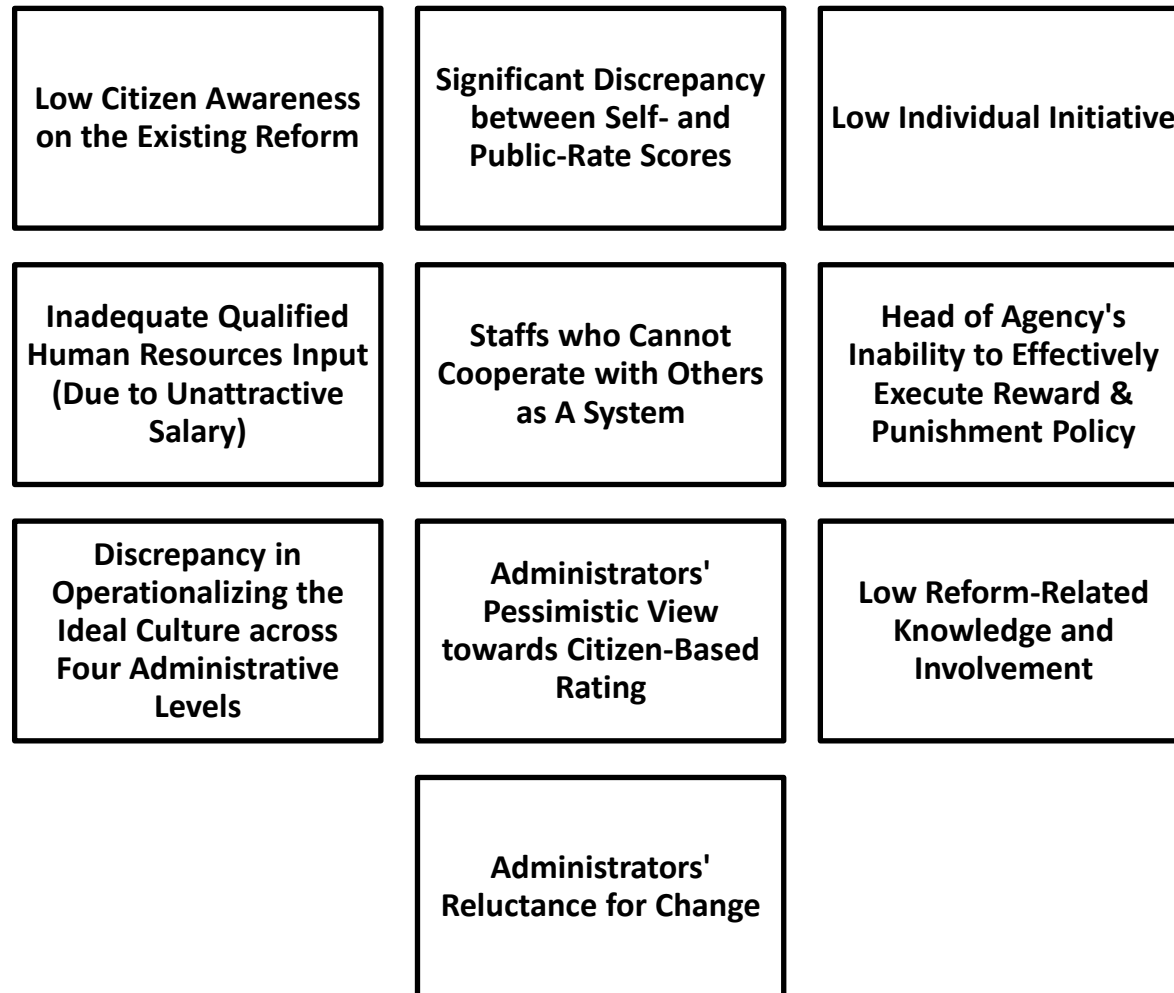 Low Citizen Awareness
on the Existing Reform
Significant Discrepancy
between Self- and
Public-Rate Scores
Low Individual Initiative
Inadequate Qualified
Human Resources Input
(Due to Unattractive
Salary)
Staffs who Cannot
Cooperate with Others
as A System
Head of Agency's
Inability to Effectively
Execute Reward &
Punishment Policy
Discrepancy in
Operationalizing the
Ideal Culture across
Four Administrative
Levels
Administrators'
Pessimistic View
towards Citizen-Based
Rating
Low Reform-Related
Knowledge and
Involvement
Administrators'
Reluctance for Change